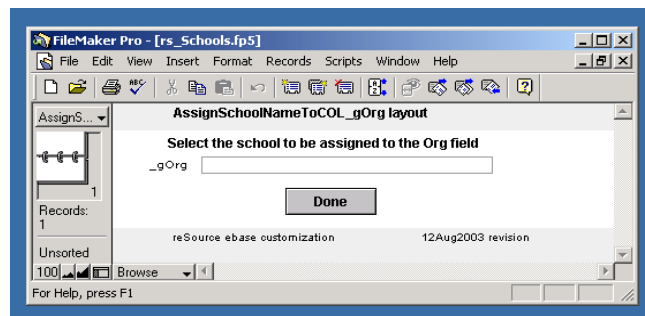 FileMaker Pro - [rs_Schools.fp5]
File Edit View Insert Format Records Scripts Window Help
ABC
AssignS...
AssignSchoolNameToCOL_gOrg layout
Select the school to be assigned to the Org field
_gOrg
1
Done
Records:
1
reSource ebase customization 12Aug2003 revision
Unsorted
100 Browse
For Help, press F1